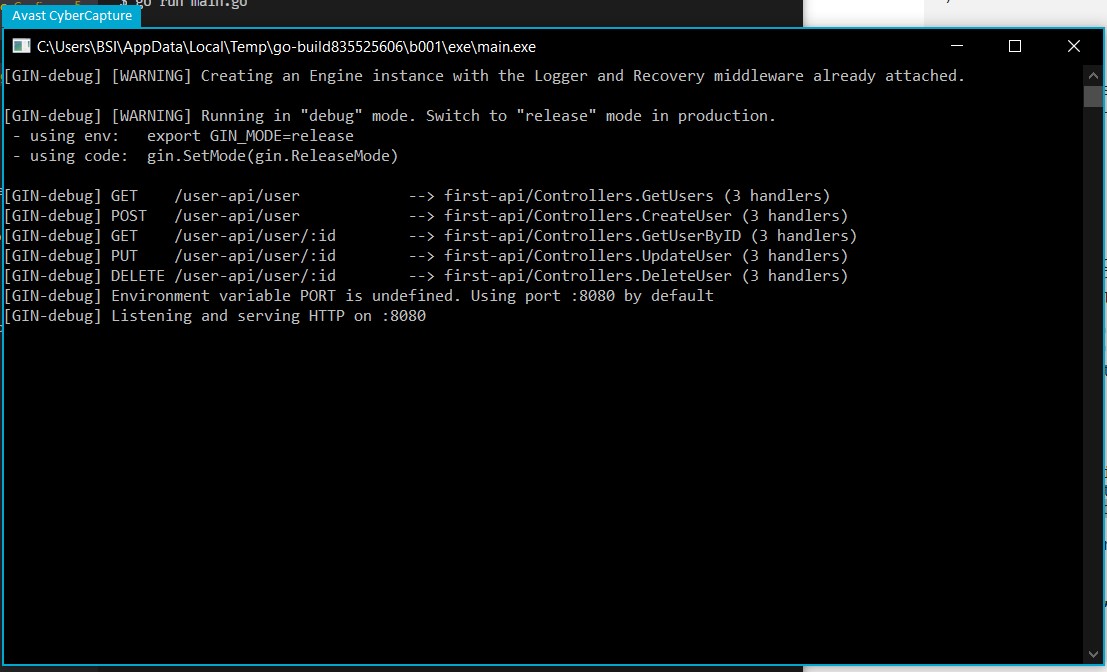 $ go run main.go
Avast CyberCapture
C:\Users\BSI\AppData\Local\Temp\go-build835525606\b001\exe\main.exe
[GIN-debug] [WARNING] Creating an Engine instance with the Logger and Recovery middleware already attached.
[GIN-debug] [WARNING] Running in "debug" mode. Switch to "release" mode in production.
- using env:   export GIN_MODE=release
- using code:  gin.SetMode(gin.ReleaseMode)
[GIN-debug] GET    /user-api/user            --> first-api/Controllers.GetUsers (3 handlers)
[GIN-debug] POST   /user-api/user            --> first-api/Controllers.CreateUser (3 handlers)
[GIN-debug] GET    /user-api/user/:id        --> first-api/Controllers.GetUserByID (3 handlers)
[GIN-debug] PUT    /user-api/user/:id        --> first-api/Controllers.UpdateUser (3 handlers)
[GIN-debug] DELETE /user-api/user/:id        --> first-api/Controllers.DeleteUser (3 handlers)
[GIN-debug] Environment variable PORT is undefined. Using port :8080 by default
[GIN-debug] Listening and serving HTTP on :8080